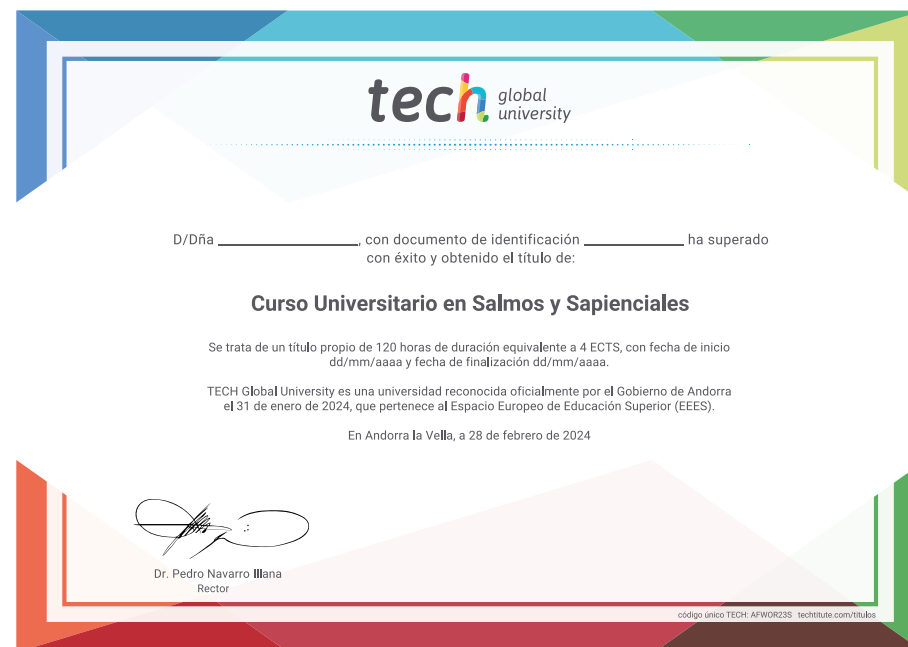 tech global university
D/Dña ____________________, con documento de identificación ______________ ha superado
con éxito y obtenido el título de:
Curso Universitario en Salmos y Sapienciales
Se trata de un título propio de 120 horas de duración equivalente a 4 ECTS, con fecha de inicio
dd/mm/aaaa y fecha de finalización dd/mm/aaaa.
TECH Global University es una universidad reconocida oficialmente por el Gobierno de Andorra
el 31 de enero de 2024, que pertenece al Espacio Europeo de Educación Superior (EEES).
En Andorra la Vella, a 28 de febrero de 2024
Dr. Pedro Navarro Illana
Rector
código único TECH: AFWOR23S techtitute.com/titulos